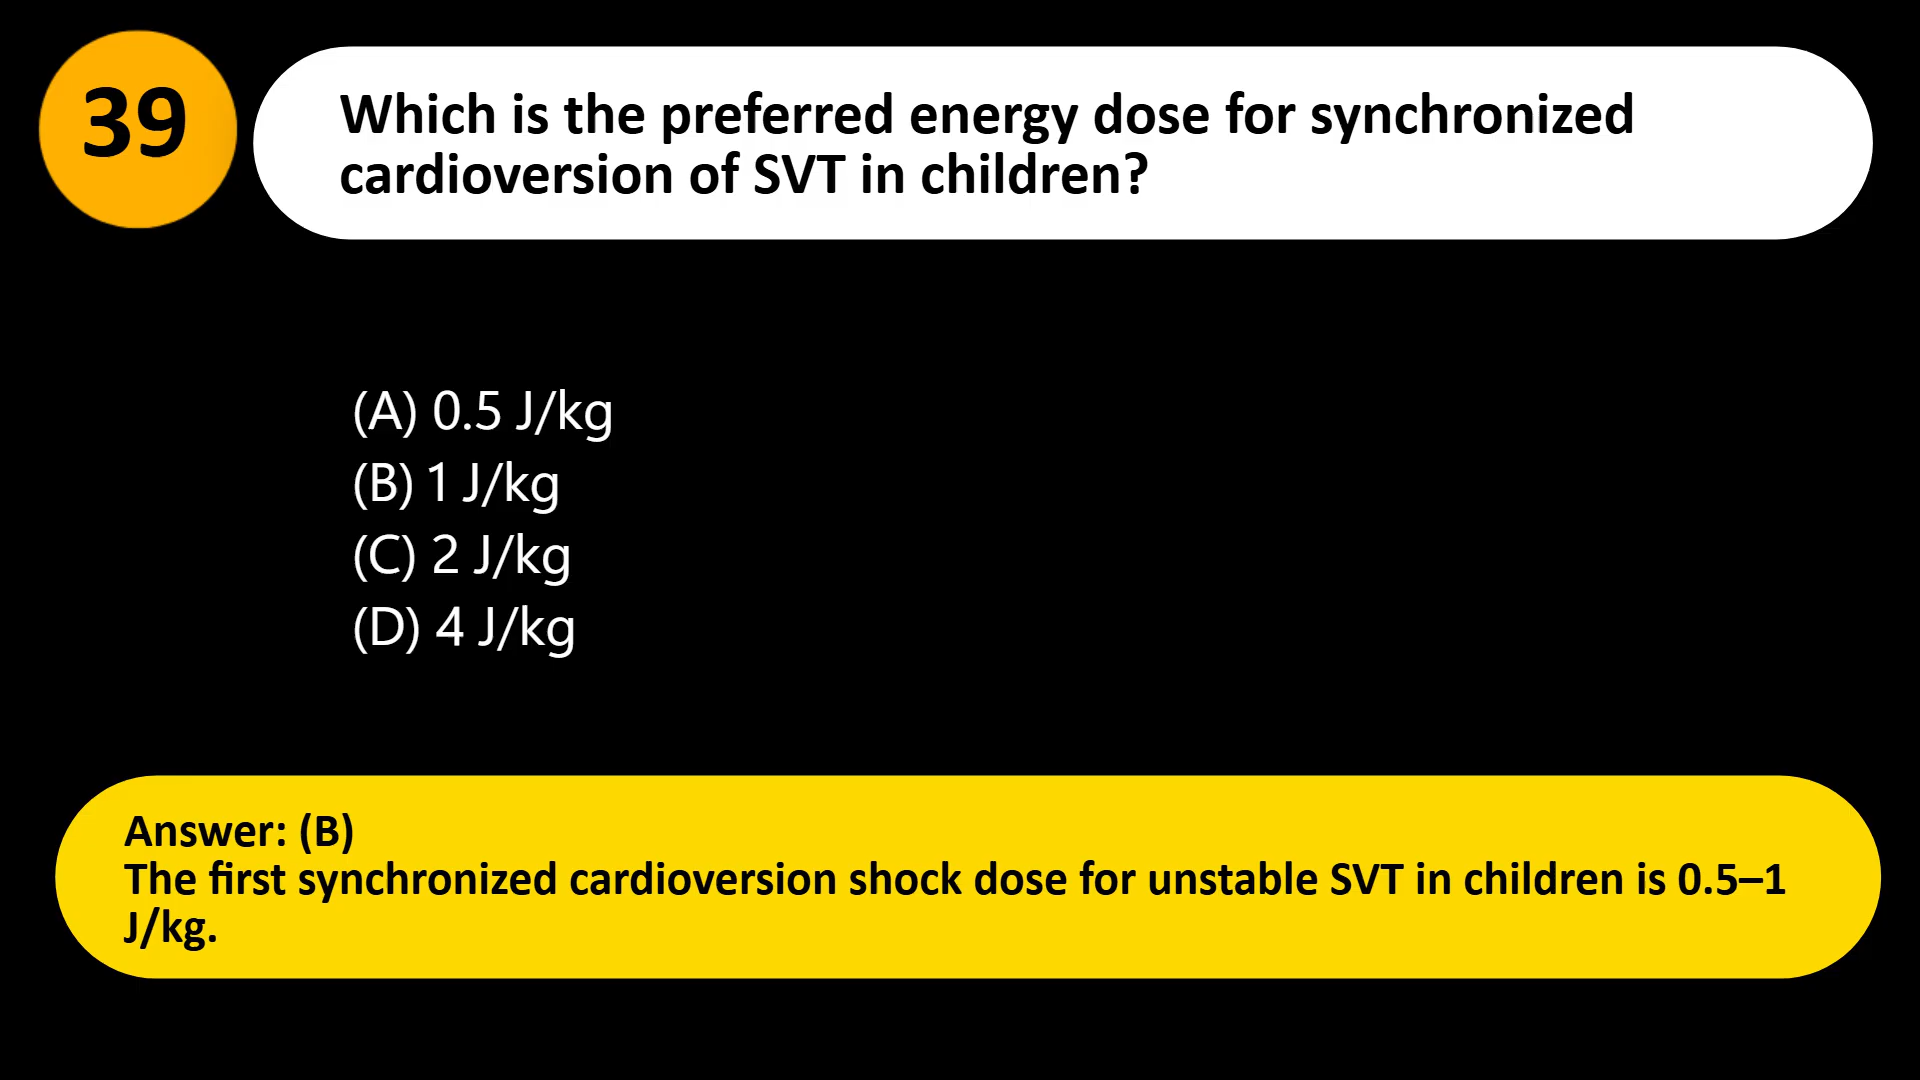 39
Which is the preferred energy dose for synchronized
cardioversion of SVT in children?
(A) 0.5 J/kg
(B) 1 J/kg
(C) 2 J/kg
(D) 4 J/kg
Answer: (B)
The first synchronized cardioversion shock dose for unstable SVT in children is 0.5–1
J/kg.